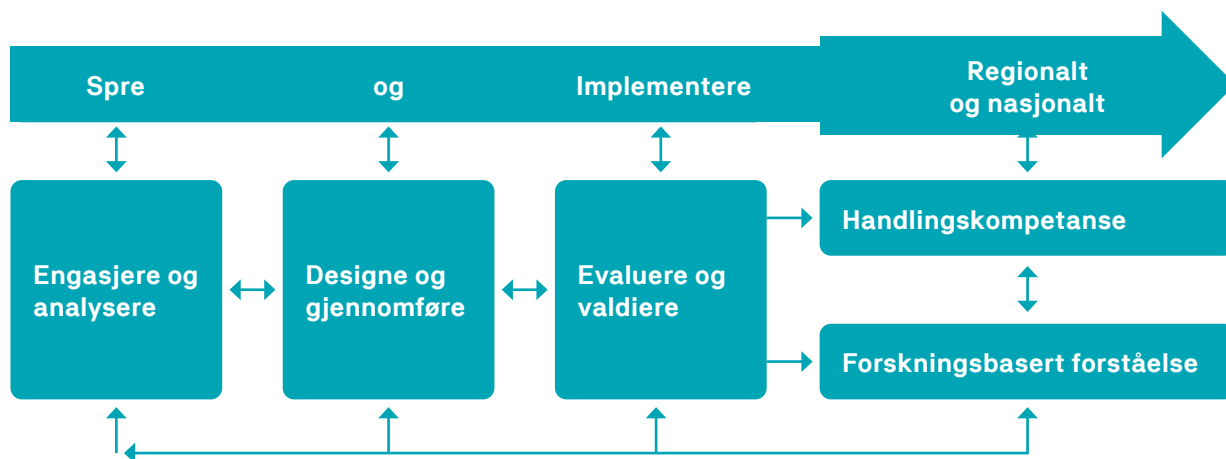 Spre og Implementere
Regionalt
og nasjonalt
Engasjere og
analysere
Designe og
gjennomføre
Evaluere og
valdiere
Handlingskompetanse
Forskningsbasert forståelse